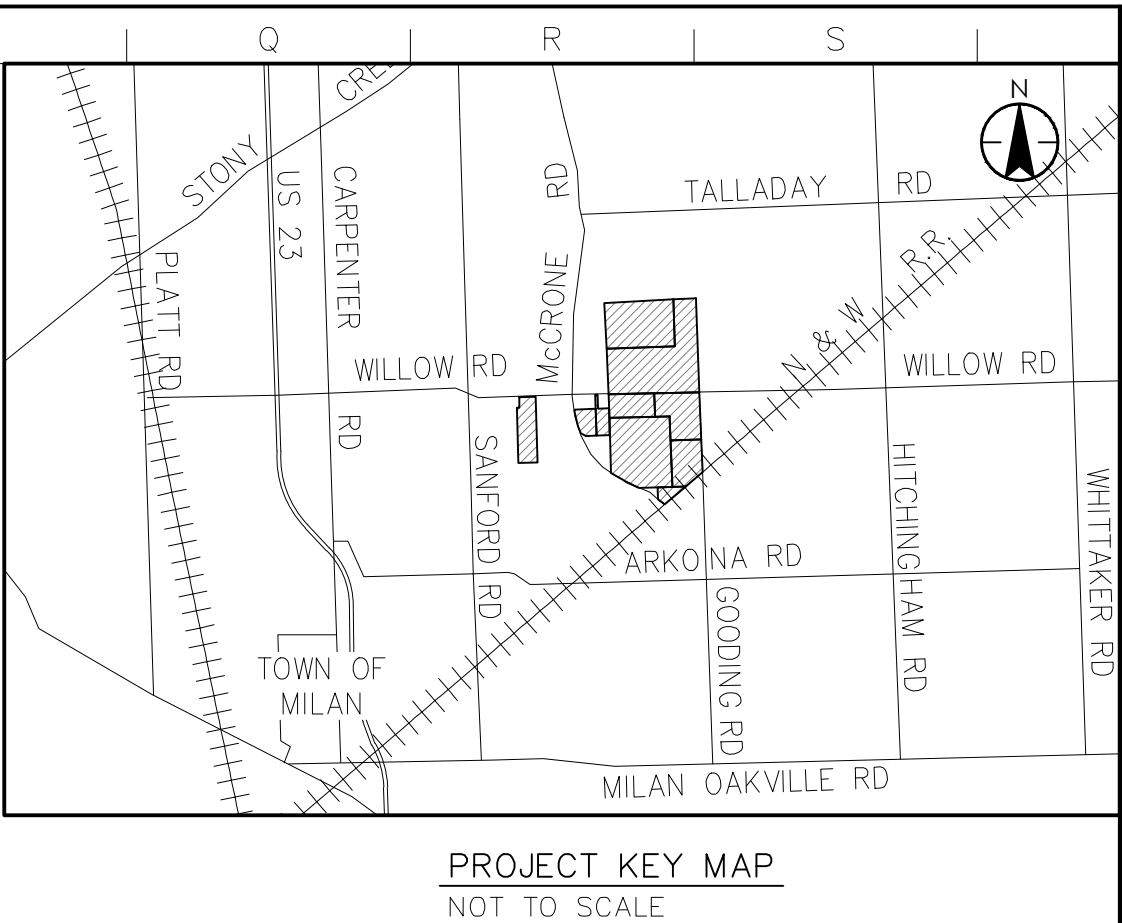 Q R S
N
STONY CREE
US 23
CARPENTER RD
PLATT RD
McCRONE RD
TALLADAY RD
N & W R.R.
WILLOW RD
WILLOW RD
SANFORD RD
HITCHINGHAM RD
WHITTAKER RD
ARKONA RD
GOODING RD
TOWN OF
MILAN
MILAN OAKVILLE RD
PROJECT KEY MAP
NOT TO SCALE